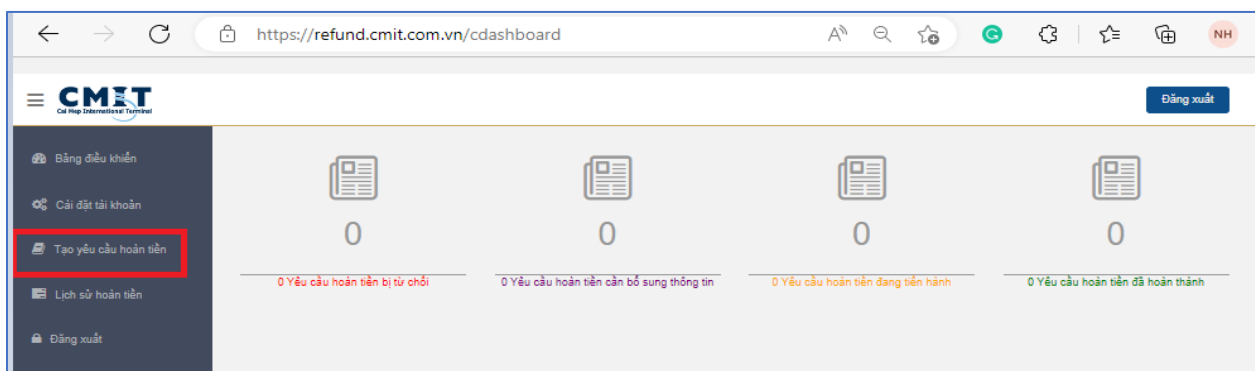 https://refund.cmit.com.vn/cdashboard
NH
CMIT
Cai Mep International Terminal
Đăng xuất
Bảng điều khiển
Cài đặt tài khoản
Tạo yêu cầu hoàn tiền
Lịch sử hoàn tiền
Đăng xuất
0 0 0 0
0 Yêu cầu hoàn tiền bị từ chối 0 Yêu cầu hoàn tiền cần bổ sung thông tin 0 Yêu cầu hoàn tiền đang tiến hành 0 Yêu cầu hoàn tiền đã hoàn thành